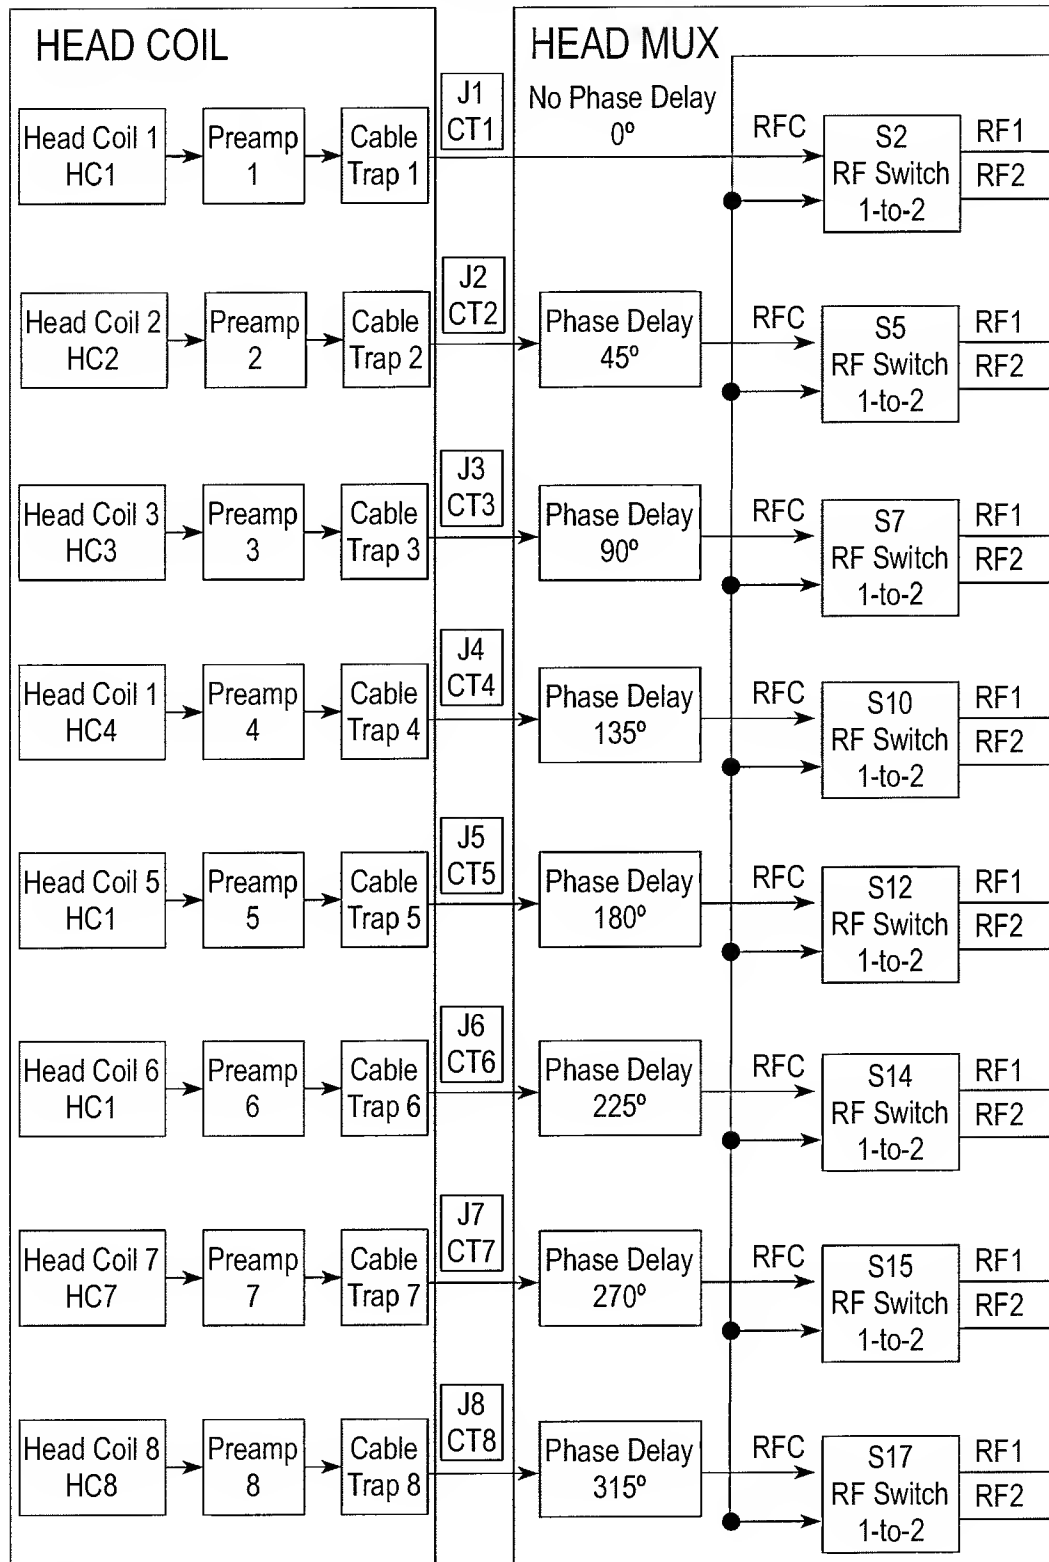 HEAD COIL
HEAD MUX
Head Coil 1
HC1
Preamp
1
Cable
Trap 1
J1
CT1
No Phase Delay
0º
RFC
S2
RF Switch
1-to-2
RF1
RF2
Head Coil 2
HC2
Preamp
2
Cable
Trap 2
J2
CT2
Phase Delay
45º
RFC
S5
RF Switch
1-to-2
RF1
RF2
Head Coil 3
HC3
Preamp
3
Cable
Trap 3
J3
CT3
Phase Delay
90º
RFC
S7
RF Switch
1-to-2
RF1
RF2
Head Coil 1
HC4
Preamp
4
Cable
Trap 4
J4
CT4
Phase Delay
135º
RFC
S10
RF Switch
1-to-2
RF1
RF2
Head Coil 5
HC1
Preamp
5
Cable
Trap 5
J5
CT5
Phase Delay
180º
RFC
S12
RF Switch
1-to-2
RF1
RF2
Head Coil 6
HC1
Preamp
6
Cable
Trap 6
J6
CT6
Phase Delay
225º
RFC
S14
RF Switch
1-to-2
RF1
RF2
Head Coil 7
HC7
Preamp
7
Cable
Trap 7
J7
CT7
Phase Delay
270º
RFC
S15
RF Switch
1-to-2
RF1
RF2
Head Coil 8
HC8
Preamp
8
Cable
Trap 8
J8
CT8
Phase Delay
315º
RFC
S17
RF Switch
1-to-2
RF1
RF2